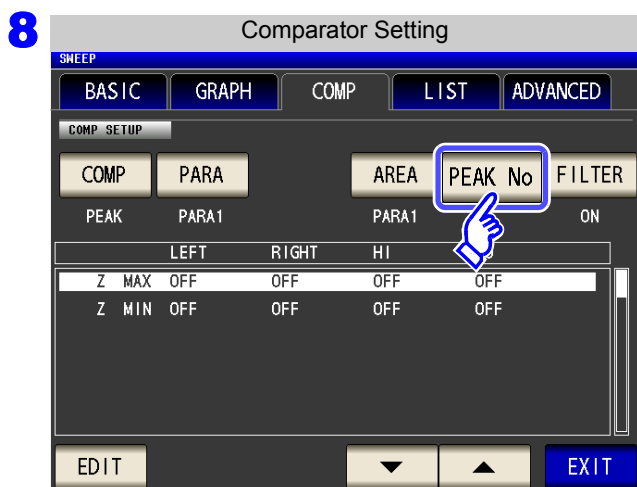 8
Comparator Setting
SWEEP
BASIC GRAPH COMP LIST ADVANCED
COMP SETUP
COMP PARA AREA PEAK No FILTER
PEAK PARA1 PARA1 ON
LEFT RIGHT HI
Z MAX OFF OFF OFF OFF
Z MIN OFF OFF OFF OFF
EDIT ▼ ▲ EXIT